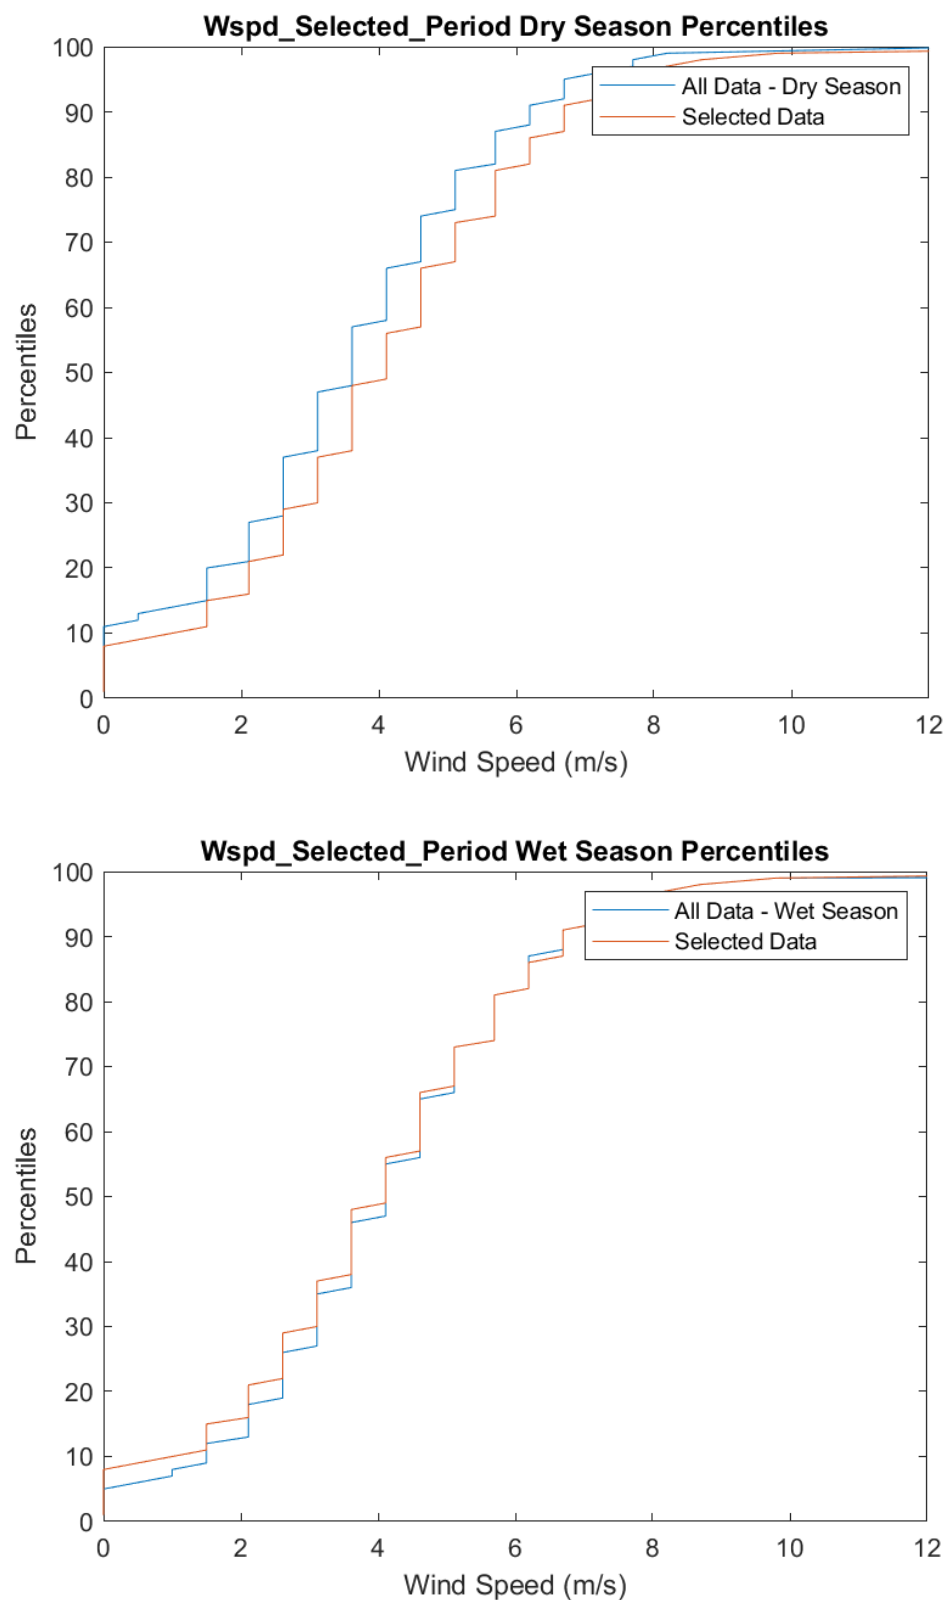 Wspd_Selected_Period Dry Season Percentiles
100
90
80
70
60
50
40
30
20
10
0
Percentiles
All Data - Dry Season
Selected Data
0 2 4 6 8 10 12
Wind Speed (m/s)
Wspd_Selected_Period Wet Season Percentiles
100
90
80
70
60
50
40
30
20
10
0
Percentiles
All Data - Wet Season
Selected Data
0 2 4 6 8 10 12
Wind Speed (m/s)